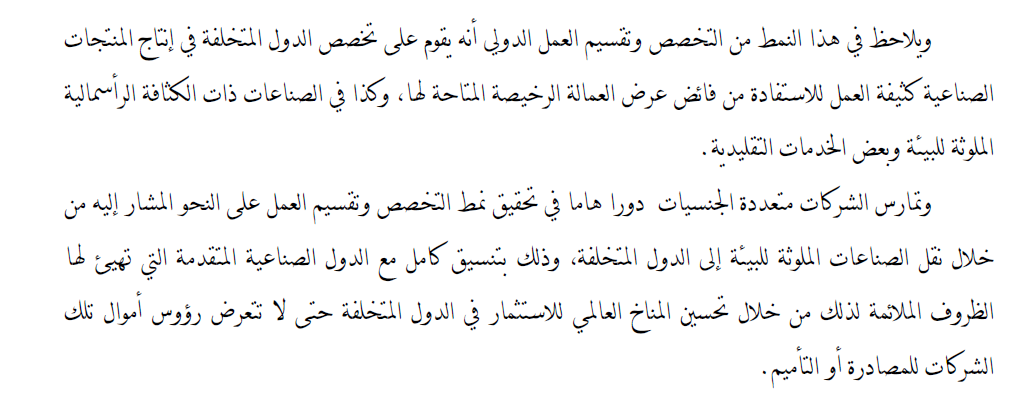 ويلاحظ في هذا النمط من التخصص وتقسيم العمل الدولي أنه يقوم على تخصص الدول المتخلفة في إنتاج المنتجات
الصناعية كثيفة العمل للاستفادة من فائض عرض العمالة الرخيصة المتاحة لها، وكذا في الصناعات ذات الكثافة الرأسمالية
الملوثة للبيئة وبعض الخدمات التقليدية.
وتمارس الشركات متعددة الجنسيات دورا هاما في تحقيق نمط التخصص وتقسيم العمل على النحو المشار إليه من
خلال نقل الصناعات الملوثة للبيئة إلى الدول المتخلفة، وذلك بتنسيق كامل مع الدول الصناعية المتقدمة التي تهيئ لها
الظروف الملائمة لذلك من خلال تحسين المناخ العالمي للاستثمار في الدول المتخلفة حتى لا تتعرض رؤوس أموال تلك
الشركات للمصادرة أو التأميم.